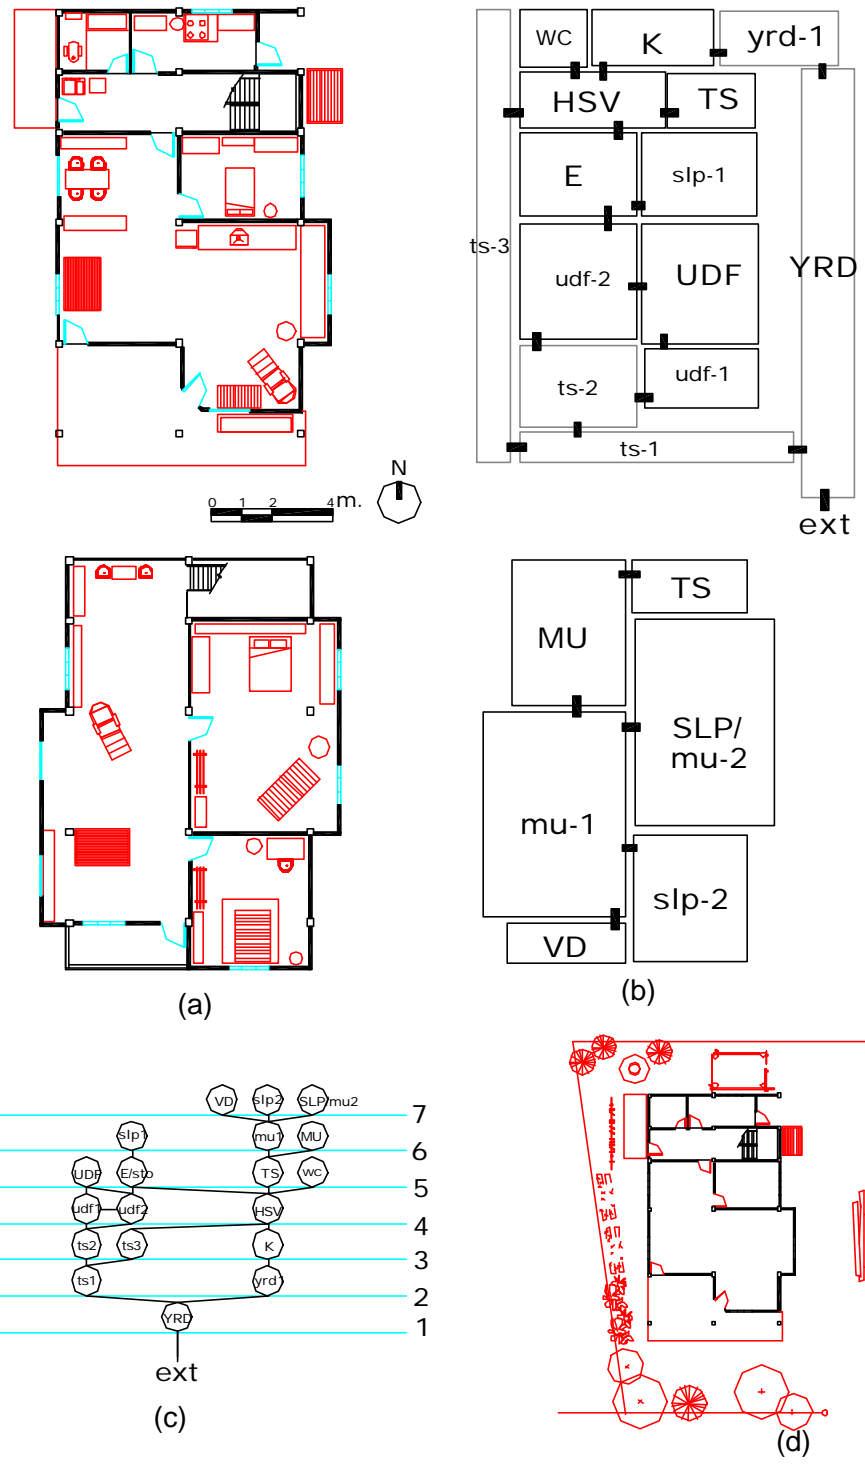 WC
K
yrd-1
HSV
TS
E
slp-1
ts-3
udf-2
UDF
YRD
ts-2
udf-1
ts-1
ext
N
0 1 2 4 m.
MU
TS
SLP/
mu-2
mu-1
slp-2
VD
(a)
(b)
VD slp2 SLP/mu2
7
slp1 mu1 MU
6
UDF E/sto TS wc
5
udf1 udf2 HSV
4
ts2 ts3 K
3
ts1 yrd1
2
YRD
1
ext
(c)
(d)